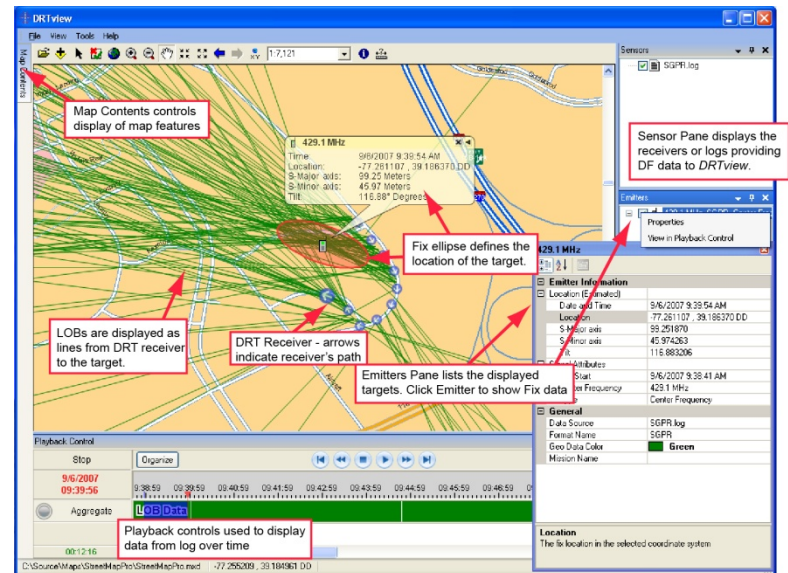 DRTview
File View Tools Help
1:7,121
Map Contents
Map Contents controls
display of map features
429.1 MHz
Time: 9/6/2007 9:39:54 AM
Location: -77.261107 , 39.186370 DD
S-Major axis: 99.25 Meters
S-Minor axis: 45.97 Meters
Tilt: 116.88° Degrees
Fix ellipse defines the
location of the target.
LOBs are displayed as
lines from DRT receiver
to the target.
DRT Receiver - arrows
indicate receiver's path
Emitters Pane lists the displayed
targets. Click Emitter to show Fix data
Sensors
SGPR.log
Sensor Pane displays the
receivers or logs providing
DF data to DRTview.
Emitters
Properties
View in Playback Control
429.1 MHz
Emitter Information
Location (Estimated)
Date and Time 9/6/2007 9:39:54 AM
Location -77.261107 , 39.186370 DD
S-Major axis 99.251870
S-Minor axis 45.974263
Tilt 116.883206
Attributes
Start 9/6/2007 9:38:41 AM
Frequency 429.1 MHz
Center Frequency
General
Data Source SGPR.log
Format Name SGPR
Geo Data Color Green
Mission Name
Location
The fix location in the selected coordinate system
Playback Control
Stop
Organize
9/6/2007
09:39:56
9:38:59 09:39:59 09:40:59 09:41:59 09:42:59 09:43:59 09:44:59 09:45:59 09:46:59
Aggregate
LOB Data
Playback controls used to display
data from log over time
00:12:16
C:\Source\Maps\StreetMapPro\StreetMapPro.mxd -77.255209 , 39.184961 DD